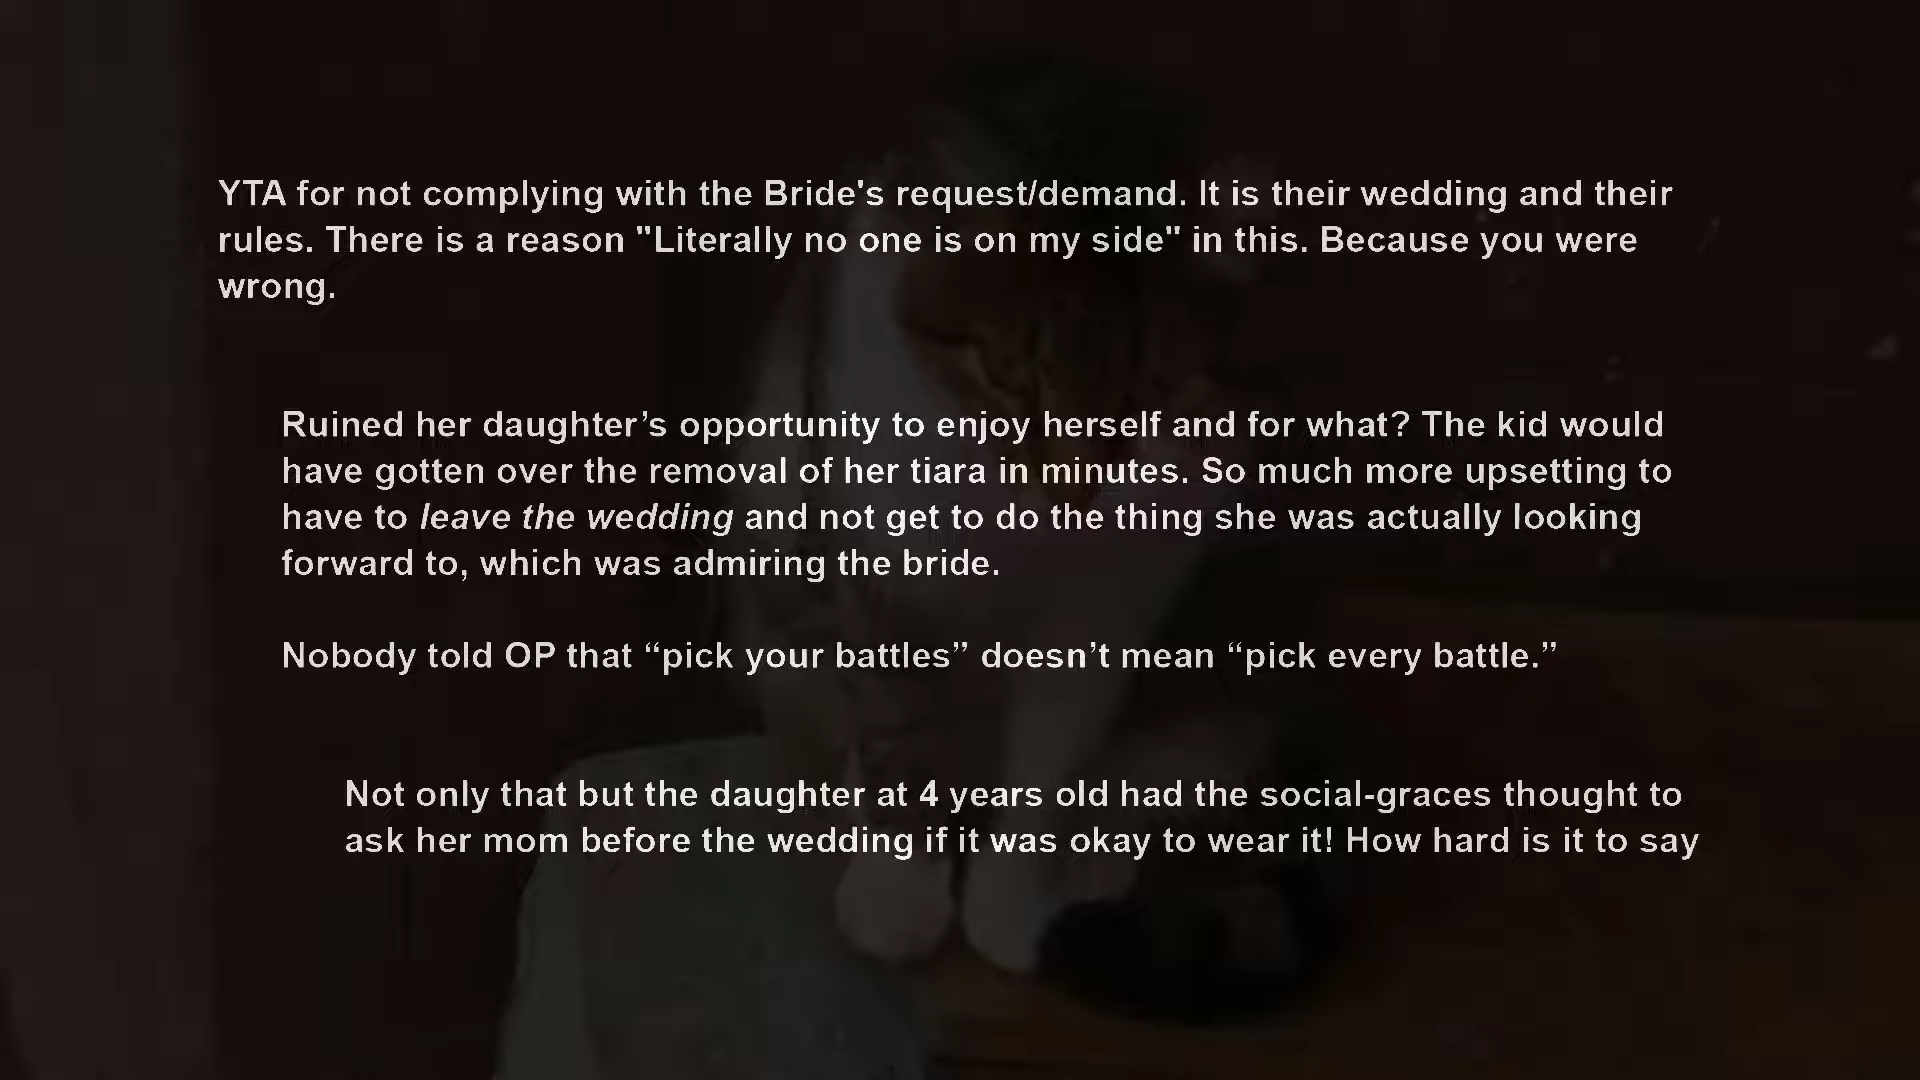 YTA for not complying with the Bride's request/demand. It is their wedding and their
rules. There is a reason "Literally no one is on my side" in this. Because you were
wrong.
Ruined her daughter’s opportunity to enjoy herself and for what? The kid would
have gotten over the removal of her tiara in minutes. So much more upsetting to
have to leave the wedding and not get to do the thing she was actually looking
forward to, which was admiring the bride.
Nobody told OP that “pick your battles” doesn’t mean “pick every battle.”
Not only that but the daughter at 4 years old had the social-graces thought to
ask her mom before the wedding if it was okay to wear it! How hard is it to say